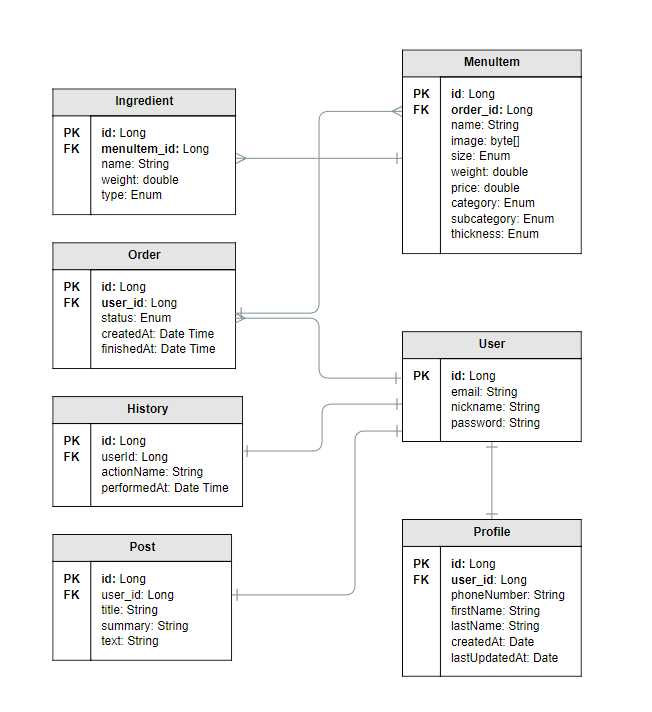 Ingredient
PK id: Long
FK menuItem_id: Long
name: String
weight: double
type: Enum
MenuItem
PK id: Long
FK order_id: Long
name: String
image: byte[]
size: Enum
weight: double
price: double
category: Enum
subcategory: Enum
thickness: Enum
Order
PK id: Long
FK user_id: Long
status: Enum
createdAt: Date Time
finishedAt: Date Time
User
PK id: Long
email: String
nickname: String
password: String
History
PK id: Long
FK userId: Long
actionName: String
performedAt: Date Time
Post
PK id: Long
FK user_id: Long
title: String
summary: String
text: String
Profile
PK id: Long
FK user_id: Long
phoneNumber: String
firstName: String
lastName: String
createdAt: Date
lastUpdatedAt: Date